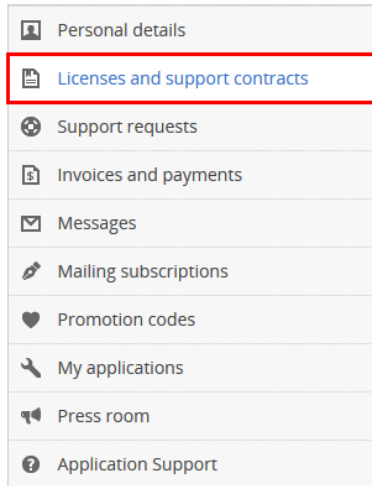 Personal details
Licenses and support contracts
Support requests
Invoices and payments
Messages
Mailing subscriptions
Promotion codes
My applications
Press room
Application Support